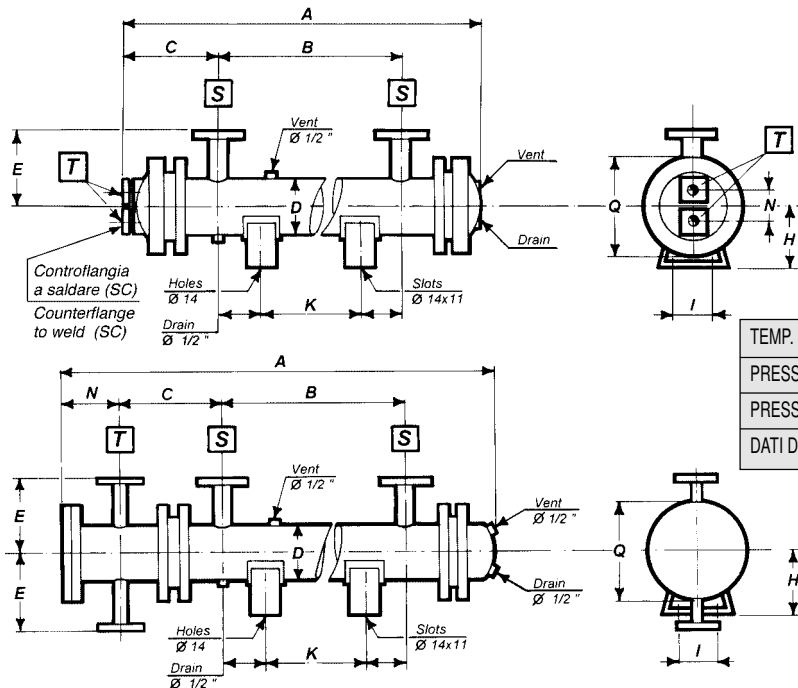 A
C
B
S
S
Vent
Ø 1/2 "
E
T
Vent
T
D
Q
N
H
Drain
Controflangia
a saldare (SC)
Counterflange
to weld (SC)
Holes
Ø 14
K
Slots
Ø 14x11
Drain
Ø 1/2 "
I
TEMP.
PRESS
PRESS
DATI D
A
N
C
B
T
S
S
Vent
Ø 1/2 "
Vent
Ø 1/2 "
E
D
Q
E
H
Drain
Ø 1/2 "
Holes
Ø 14
K
Slots
Ø 14x11
Drain
Ø 1/2 "
I